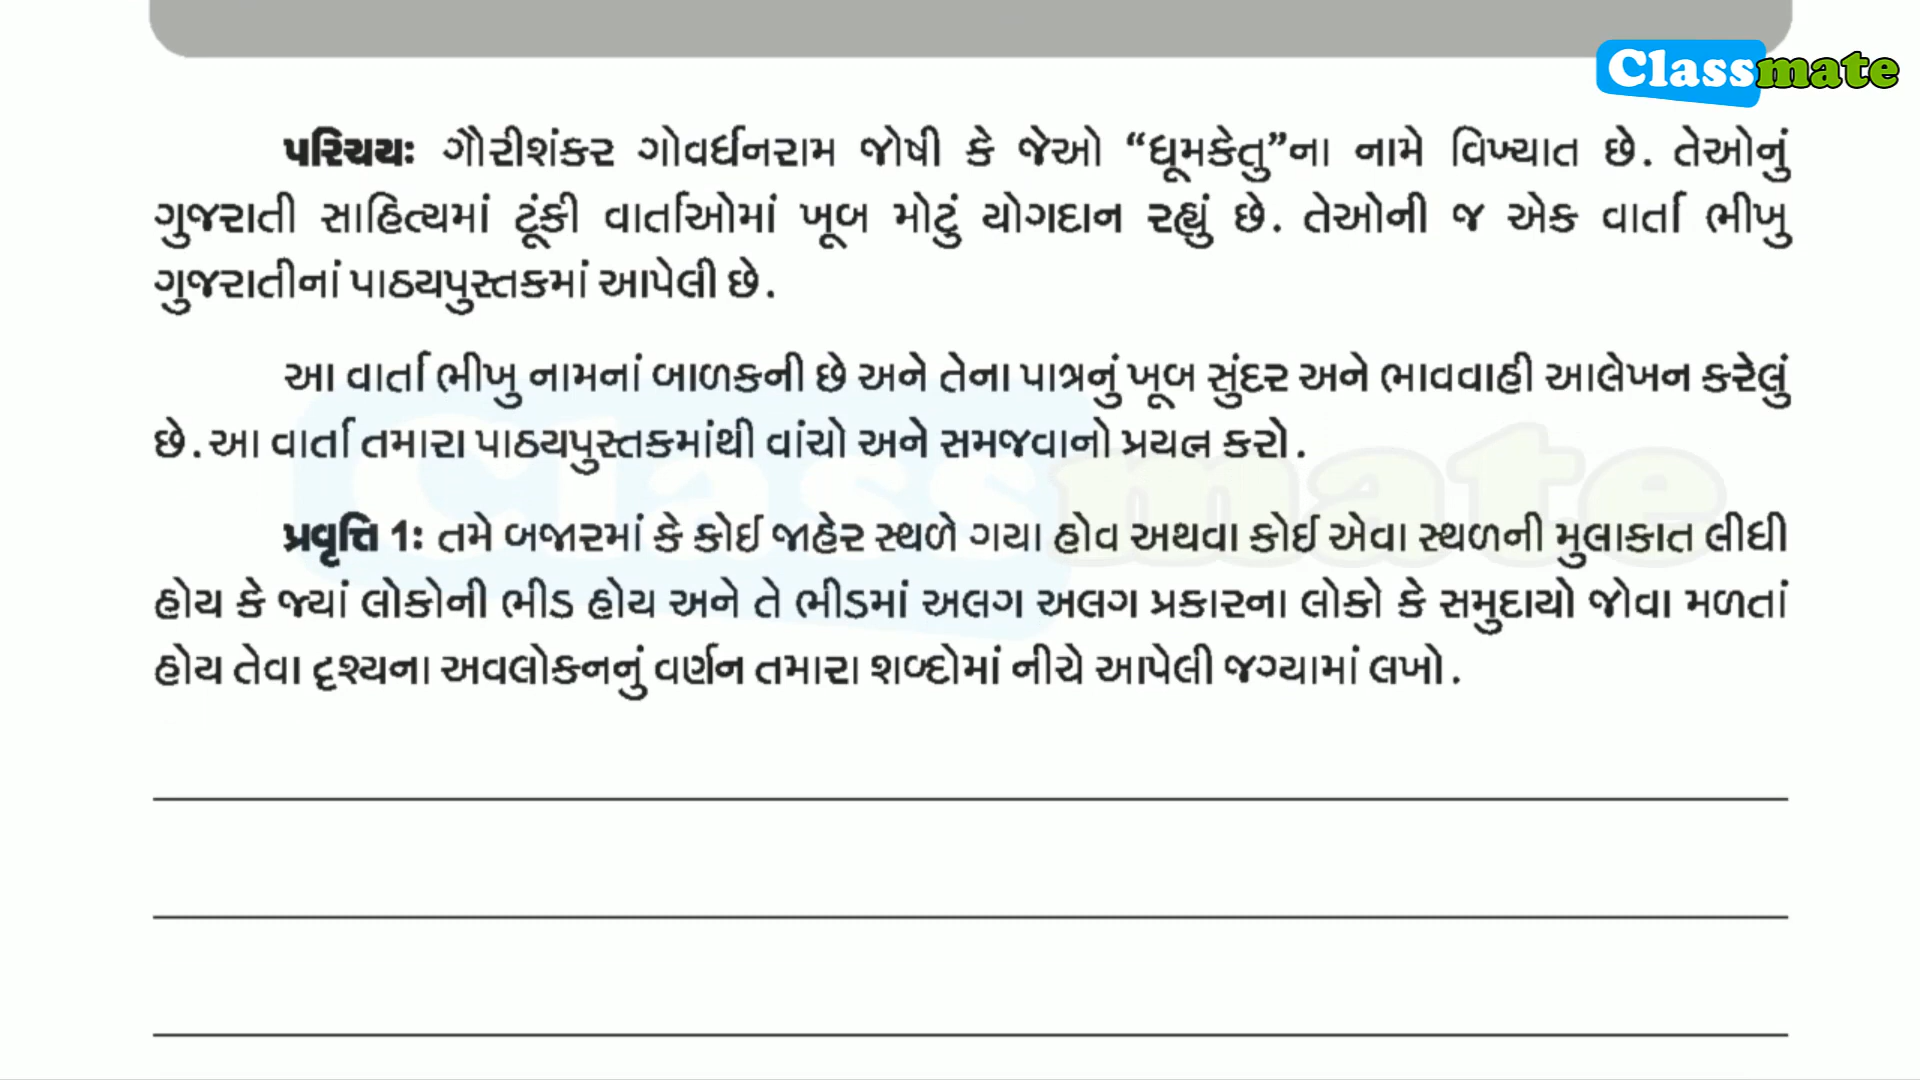 Classmate
પરિચયઃ ગૌરીશંકર ગોવર્ધનરામ જોષી કે જેઓ “ધૂમકેતુ”ના નામે વિખ્યાત છે. તેઓનું
ગુજરાતી સાહિત્યમાં ટૂંકી વાર્તાઓમાં ખૂબ મોટું યોગદાન રહ્યું છે. તેઓની જ એક વાર્તા ભીખુ
ગુજરાતીનાં પાઠ્યપુસ્તકમાં આપેલી છે.
આ વાર્તા ભીખુ નામનાં બાળકની છે અને તેના પાત્રનું ખૂબ સુંદર અને ભાવવાહી આલેખન કરેલું
છે. આ વાર્તા તમારા પાઠ્યપુસ્તકમાંથી વાંચો અને સમજવાનો પ્રયત્ન કરો.
પ્રવૃત્તિ 1ઃ તમે બજારમાં કે કોઈ જાહેર સ્થળે ગયા હોવ અથવા કોઈ એવા સ્થળની મુલાકાત લીધી
હોય કે જ્યાં લોકોની ભીડ હોય અને તે ભીડમાં અલગ અલગ પ્રકારના લોકો કે સમુદાયો જોવા મળતાં
હોય તેવા દૃશ્યના અવલોકનનું વર્ણન તમારા શબ્દોમાં નીચે આપેલી જગ્યામાં લખો.
Classmate